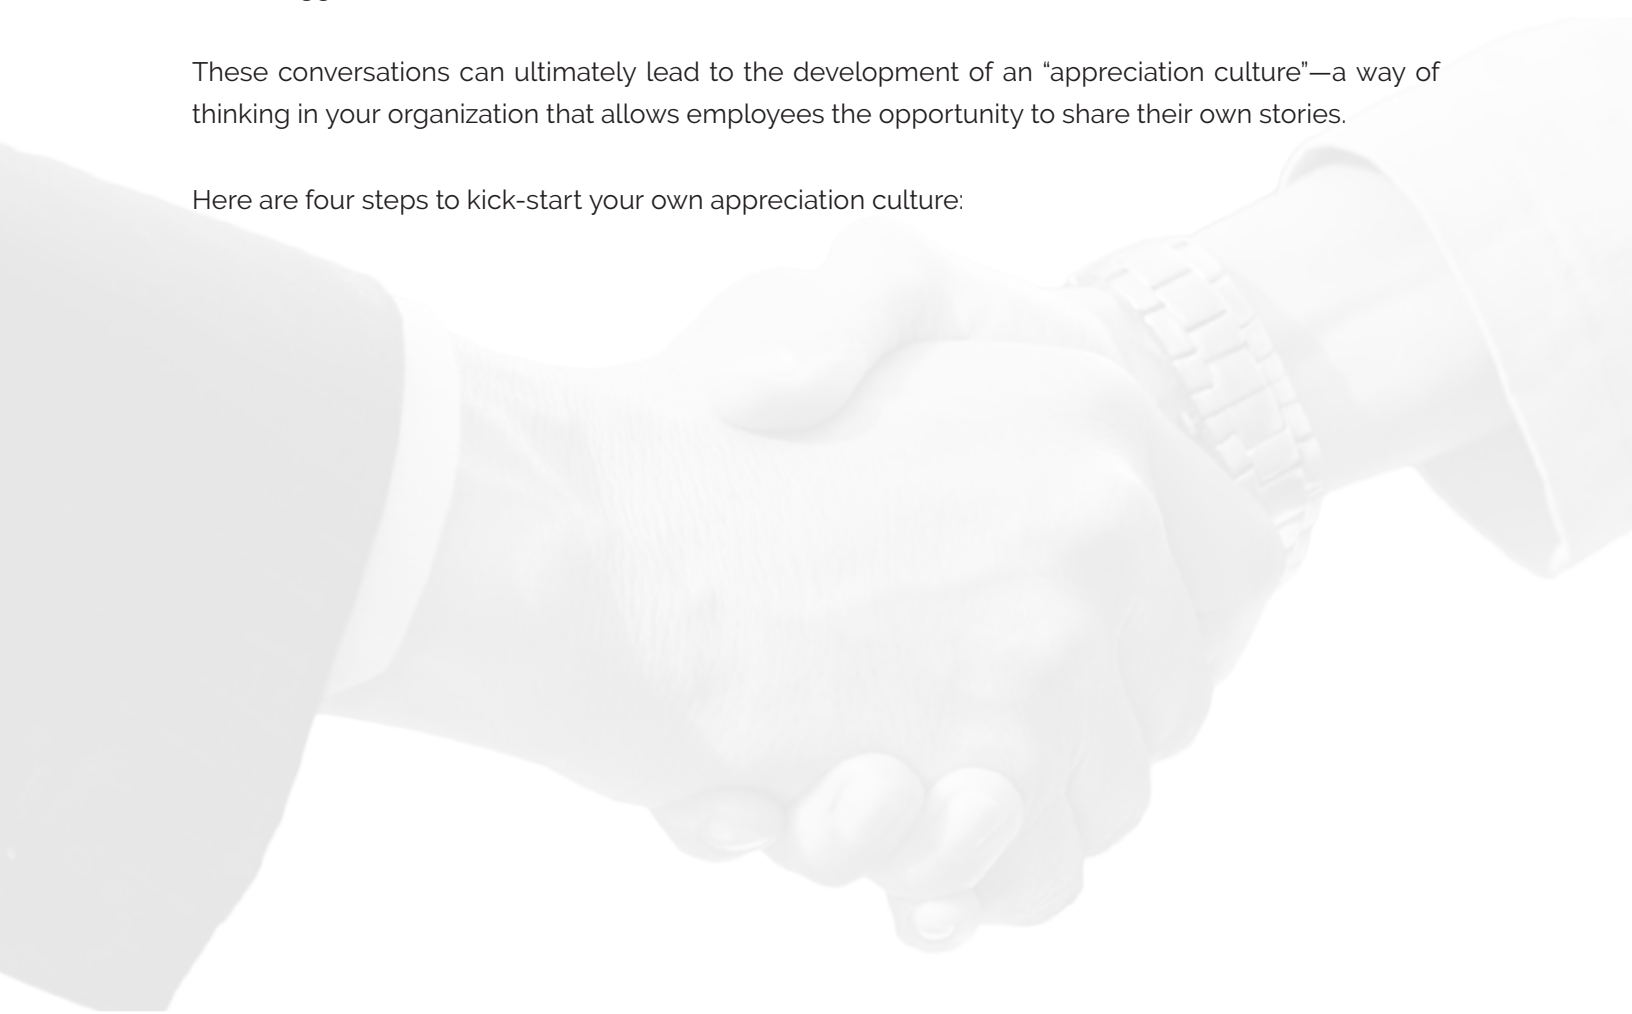 These conversations can ultimately lead to the development of an “appreciation culture”—a way of
thinking in your organization that allows employees the opportunity to share their own stories.
Here are four steps to kick-start your own appreciation culture: